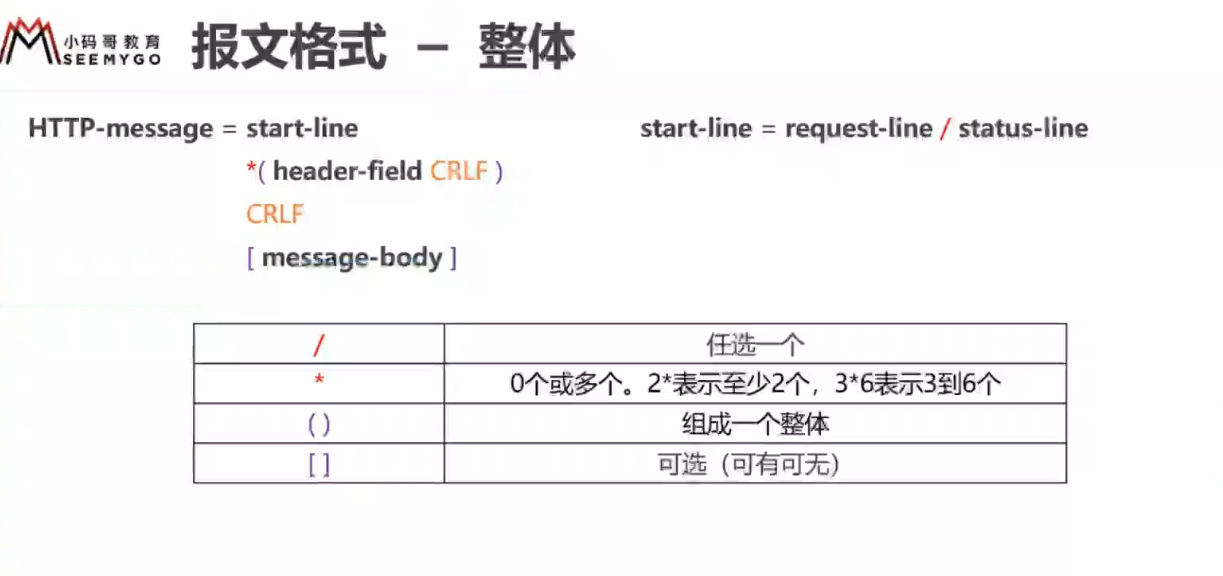 小码哥教育
SEEMYGO
报文格式 – 整体
HTTP-message = start-line
start-line = request-line / status-line
*( header-field CRLF )
CRLF
[ message-body ]
/ 任选一个
* 0个或多个。2*表示至少2个，3*6表示3到6个
( ) 组成一个整体
[ ] 可选（可有可无）